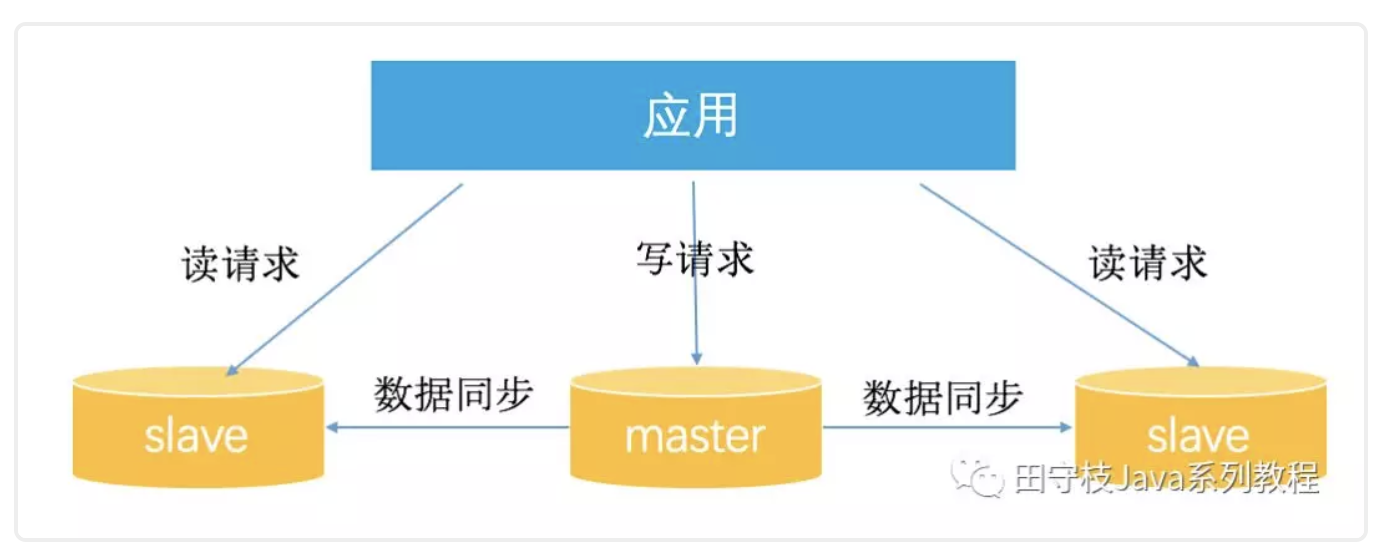 应用
读请求
写请求
读请求
数据同步
数据同步
slave
master
slave
田守枝Java系列教程